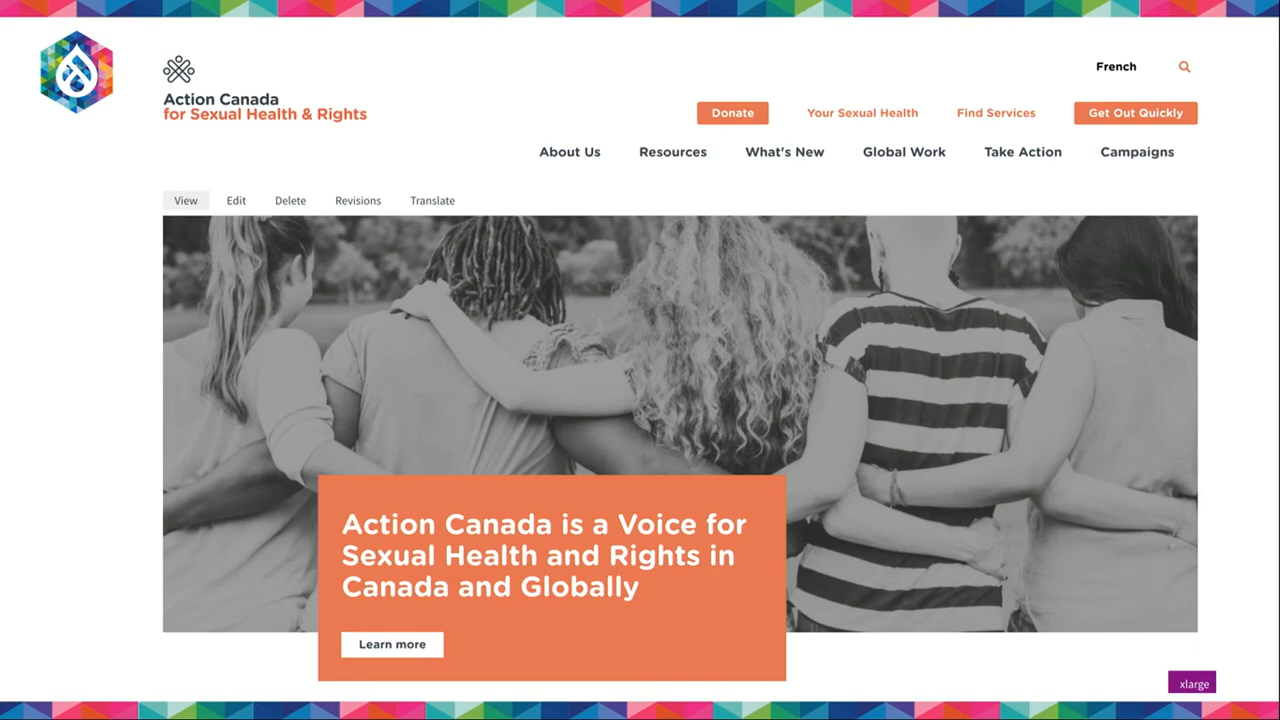 French
Action Canada
for Sexual Health & Rights
Donate Your Sexual Health Find Services Get Out Quickly
About Us Resources What's New Global Work Take Action Campaigns
View Edit Delete Revisions Translate
Action Canada is a Voice for
Sexual Health and Rights in
Canada and Globally
Learn more
xlarge